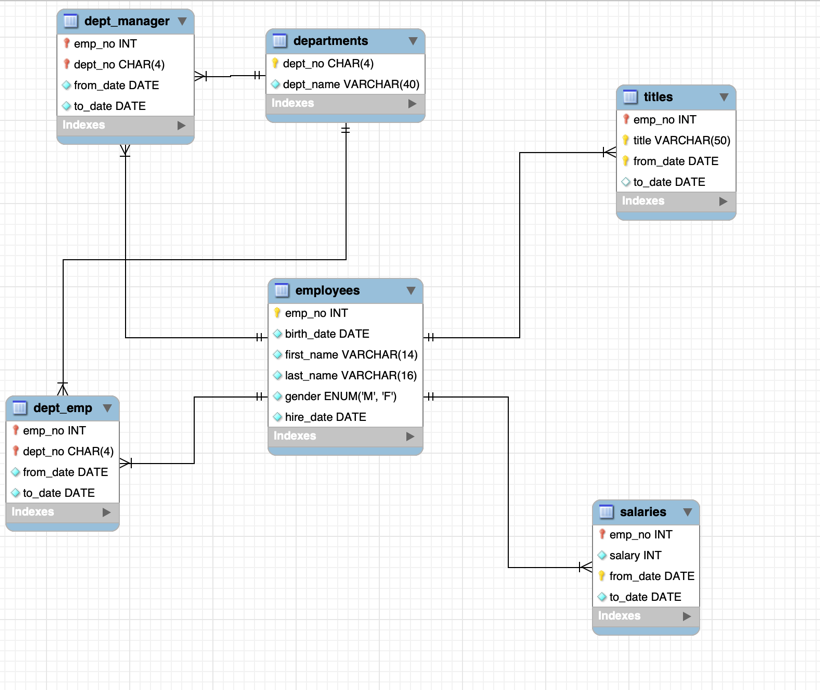 dept_manager
emp_no INT
dept_no CHAR(4)
from_date DATE
to_date DATE
Indexes
departments
dept_no CHAR(4)
dept_name VARCHAR(40)
Indexes
titles
emp_no INT
title VARCHAR(50)
from_date DATE
to_date DATE
Indexes
employees
emp_no INT
birth_date DATE
first_name VARCHAR(14)
last_name VARCHAR(16)
gender ENUM('M', 'F')
hire_date DATE
Indexes
dept_emp
emp_no INT
dept_no CHAR(4)
from_date DATE
to_date DATE
Indexes
salaries
emp_no INT
salary INT
from_date DATE
to_date DATE
Indexes